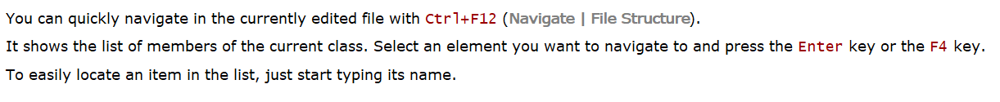 You can quickly navigate in the currently edited file with Ctrl+F12 (Navigate | File Structure).
It shows the list of members of the current class. Select an element you want to navigate to and press the Enter key or the F4 key.
To easily locate an item in the list, just start typing its name.